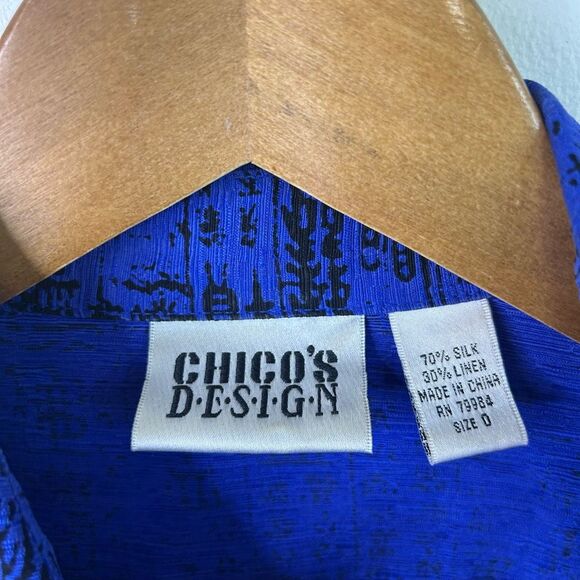 CHICO'S
D·E·S·I·G·N
70% SILK
30% LINEN
MADE IN CHINA
RN 79984
SIZE 0